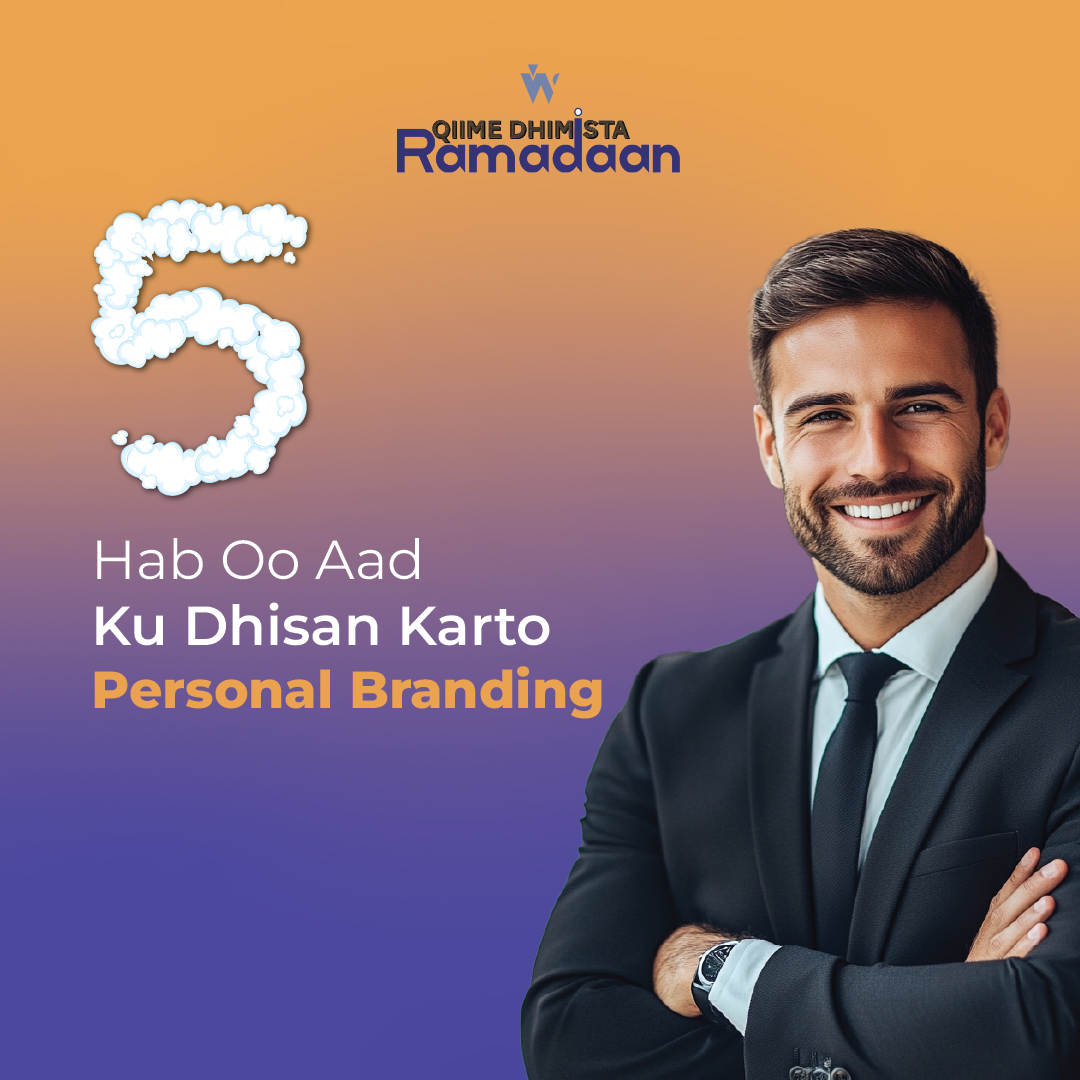 QIIME DHIMISTA
Ramadaan
5
Hab Oo Aad
Ku Dhisan Karto
Personal Branding